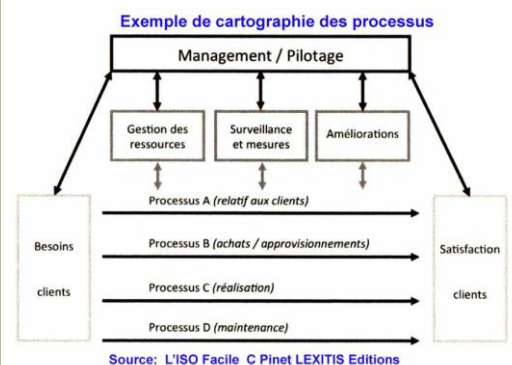 Exemple de cartographie des processus
Management / Pilotage
Gestion des
ressources
Surveillance
et mesures
Améliorations
Processus A (relatif aux clients)
Besoins
clients
Processus B (achats / approvisionnements)
Satisfaction
clients
Processus C (réalisation)
Processus D (maintenance)
Source: L'ISO Facile C Pinet LEXITIS Editions